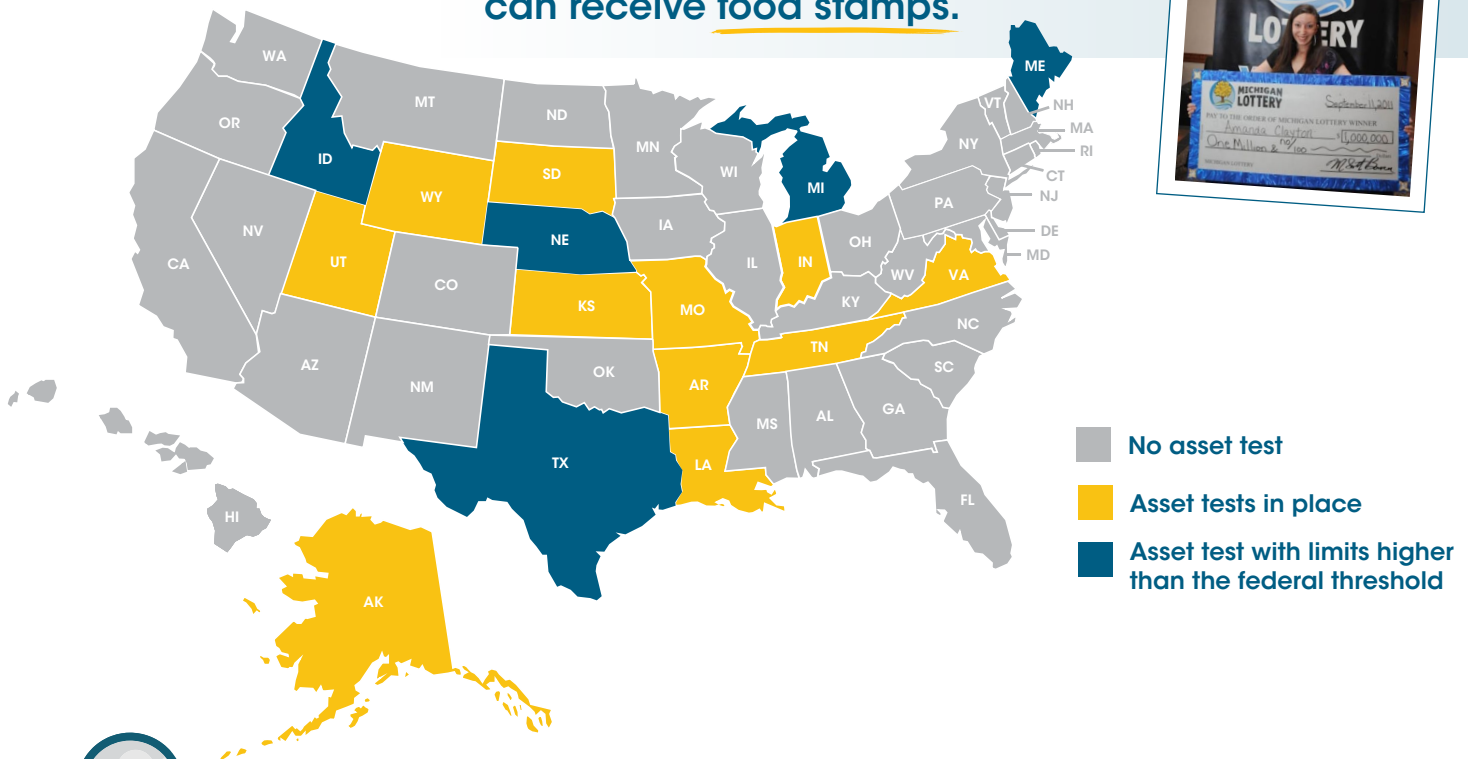 can receive food stamps.
LOTTERY
MICHIGAN
LOTTERY
September 11, 2011
PAY TO THE ORDER OF MICHIGAN LOTTERY WINNER
Amanda Clayton $1,000,000
One Million & no/100
MICHIGAN LOTTERY
WA
OR
CA
NV
ID
MT
WY
UT
AZ
CO
NM
ND
SD
NE
KS
OK
TX
MN
IA
MO
AR
LA
WI
IL
MI
IN
OH
KY
TN
MS
AL
GA
FL
SC
NC
VA
WV
PA
NY
VT
ME
NH
MA
RI
CT
NJ
DE
MD
HI
AK
No asset test
Asset tests in place
Asset test with limits higher
than the federal threshold